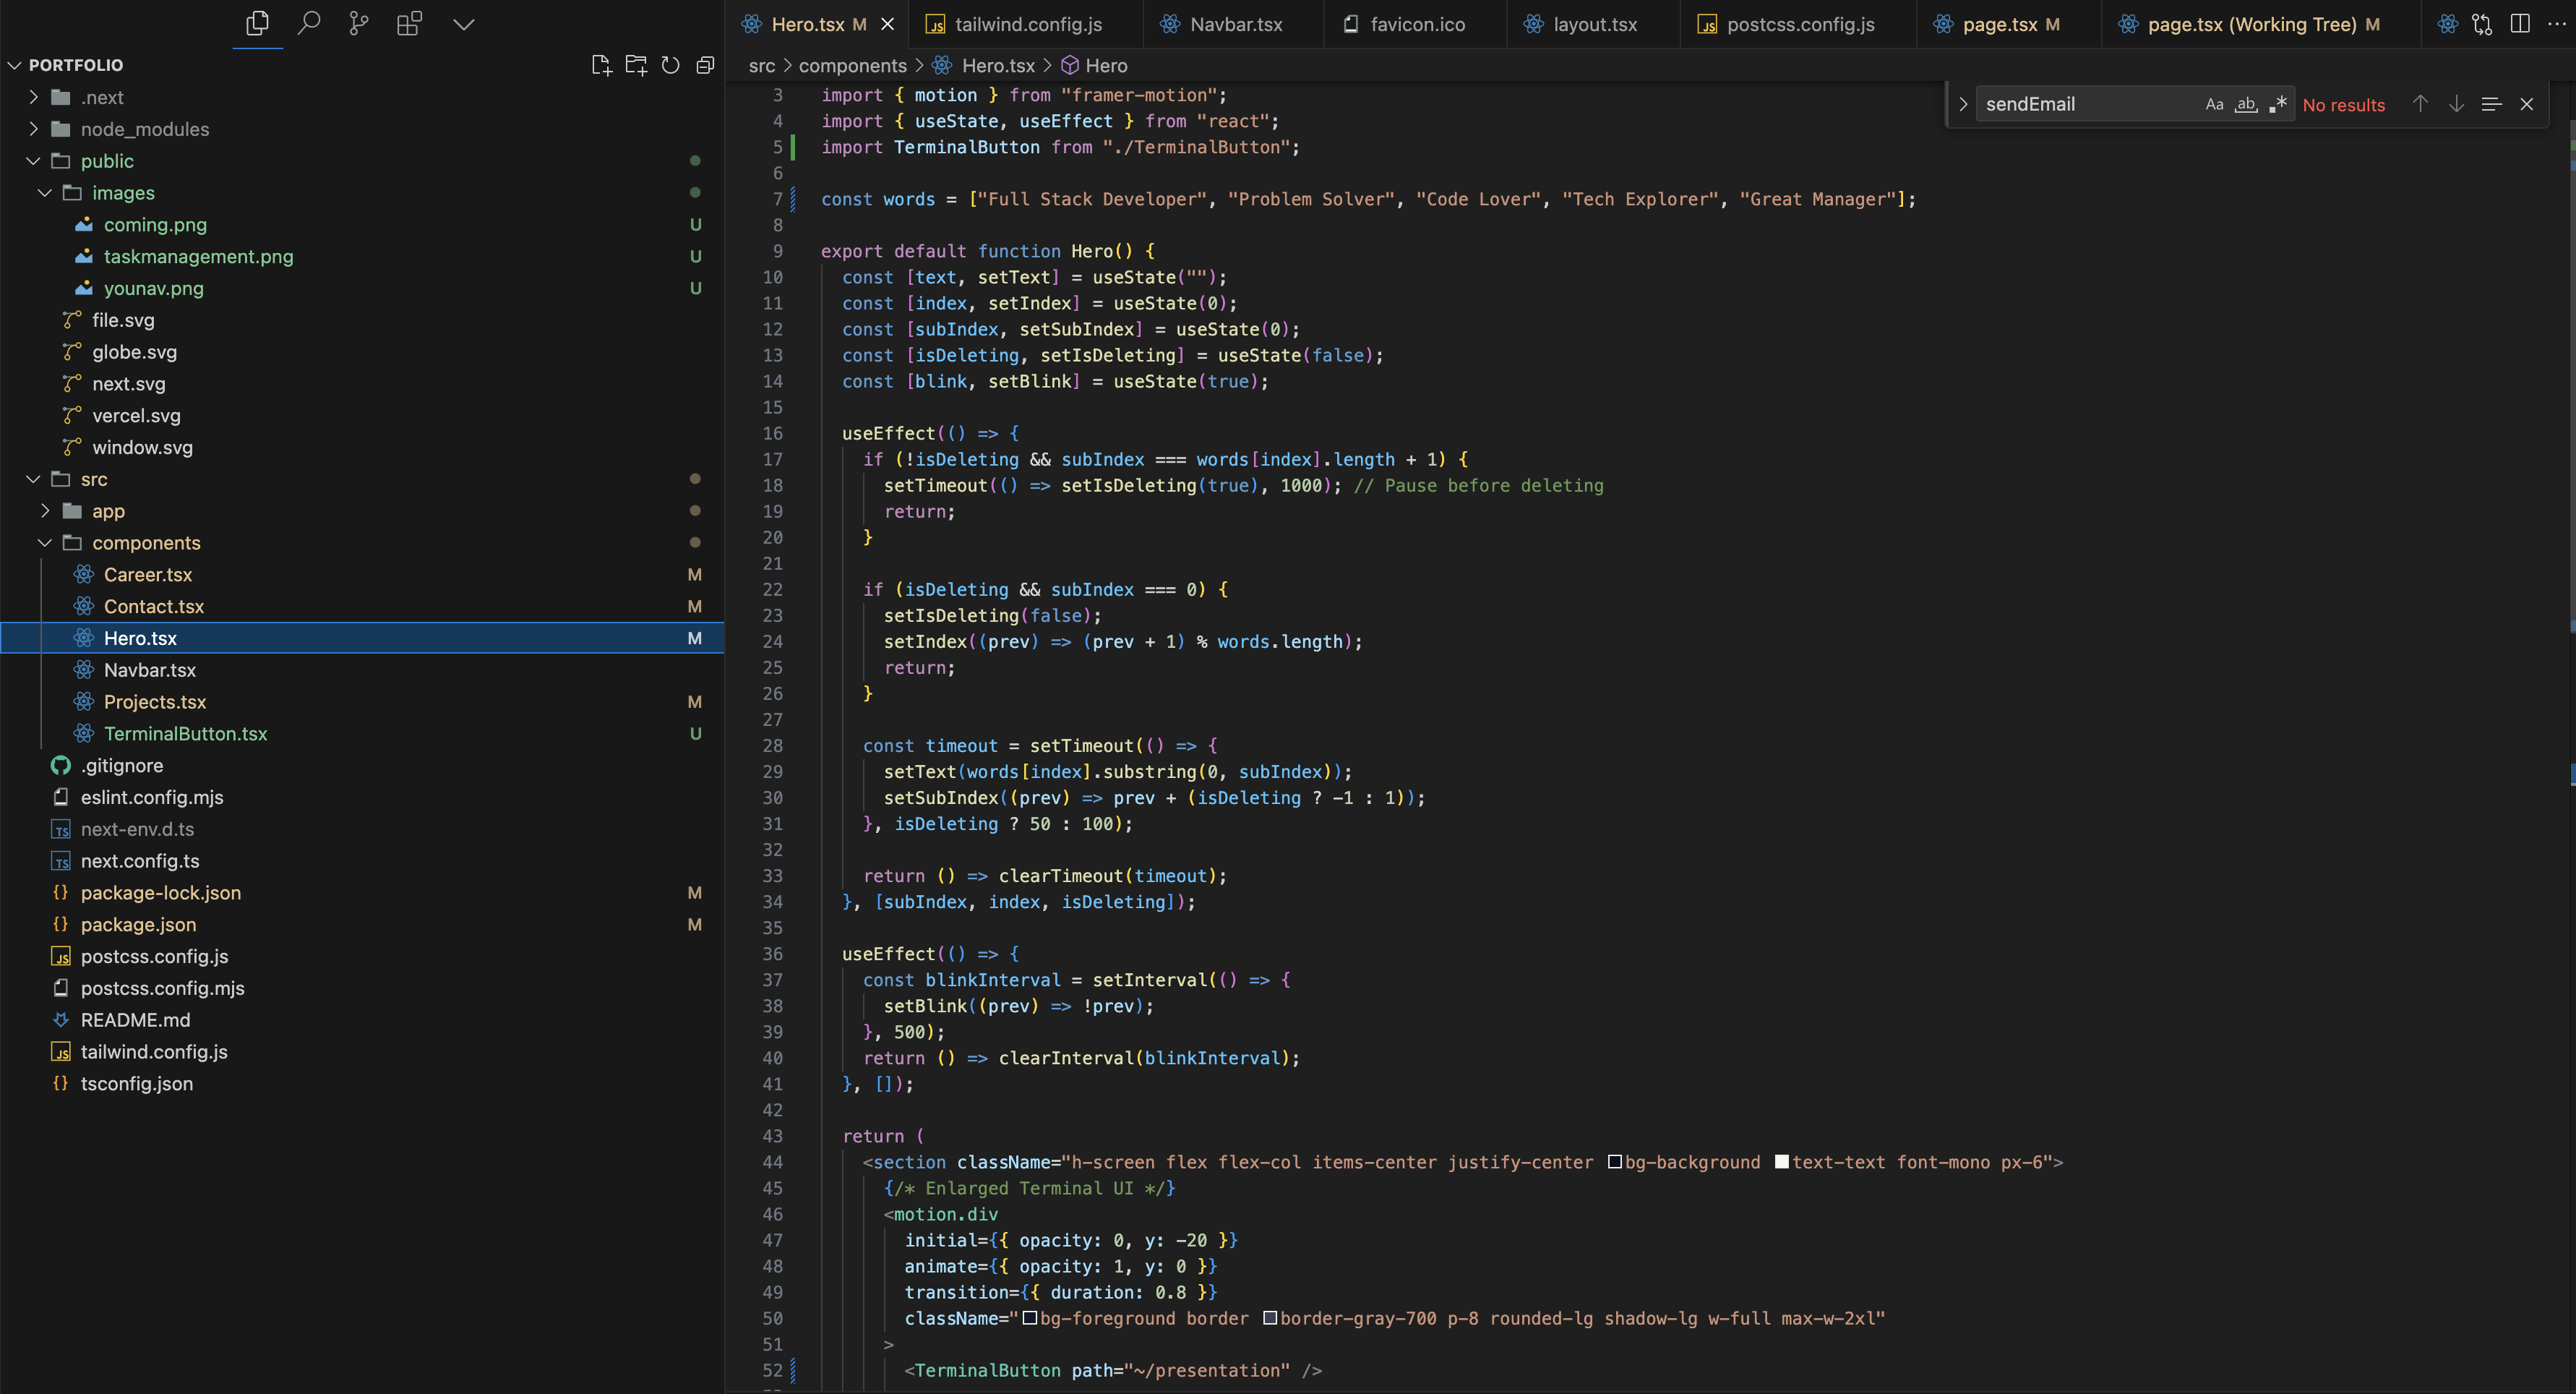 PORTFOLIO
.next
node_modules
public
images
coming.png U
taskmanagement.png U
younav.png U
file.svg
globe.svg
next.svg
vercel.svg
window.svg
src
app
components
Career.tsx M
Contact.tsx M
Hero.tsx M
Navbar.tsx
Projects.tsx M
TerminalButton.tsx U
.gitignore
eslint.config.mjs
TS next-env.d.ts
TS next.config.ts
{} package-lock.json M
{} package.json M
JS postcss.config.js
postcss.config.mjs
README.md
JS tailwind.config.js
{} tsconfig.json
Hero.tsx M
JS tailwind.config.js
Navbar.tsx
favicon.ico
layout.tsx
JS postcss.config.js
page.tsx M
page.tsx (Working Tree) M
src > components > Hero.tsx > Hero
sendEmail Aa ab .* No results
3 import { motion } from "framer-motion";
4 import { useState, useEffect } from "react";
5 import TerminalButton from "./TerminalButton";
6
7 const words = ["Full Stack Developer", "Problem Solver", "Code Lover", "Tech Explorer", "Great Manager"];
8
9 export default function Hero() {
10 const [text, setText] = useState("");
11 const [index, setIndex] = useState(0);
12 const [subIndex, setSubIndex] = useState(0);
13 const [isDeleting, setIsDeleting] = useState(false);
14 const [blink, setBlink] = useState(true);
15
16 useEffect(() => {
17 if (!isDeleting && subIndex === words[index].length + 1) {
18 setTimeout(() => setIsDeleting(true), 1000); // Pause before deleting
19 return;
20 }
21
22 if (isDeleting && subIndex === 0) {
23 setIsDeleting(false);
24 setIndex((prev) => (prev + 1) % words.length);
25 return;
26 }
27
28 const timeout = setTimeout(() => {
29 setText(words[index].substring(0, subIndex));
30 setSubIndex((prev) => prev + (isDeleting ? -1 : 1));
31 }, isDeleting ? 50 : 100);
32
33 return () => clearTimeout(timeout);
34 }, [subIndex, index, isDeleting]);
35
36 useEffect(() => {
37 const blinkInterval = setInterval(() => {
38 setBlink((prev) => !prev);
39 }, 500);
40 return () => clearInterval(blinkInterval);
41 }, []);
42
43 return (
44 <section className="h-screen flex flex-col items-center justify-center bg-background text-text font-mono px-6">
45 {/* Enlarged Terminal UI */}
46 <motion.div
47 initial={{ opacity: 0, y: -20 }}
48 animate={{ opacity: 1, y: 0 }}
49 transition={{ duration: 0.8 }}
50 className="bg-foreground border border-gray-700 p-8 rounded-lg shadow-lg w-full max-w-2xl"
51 >
52 <TerminalButton path="~/presentation" />